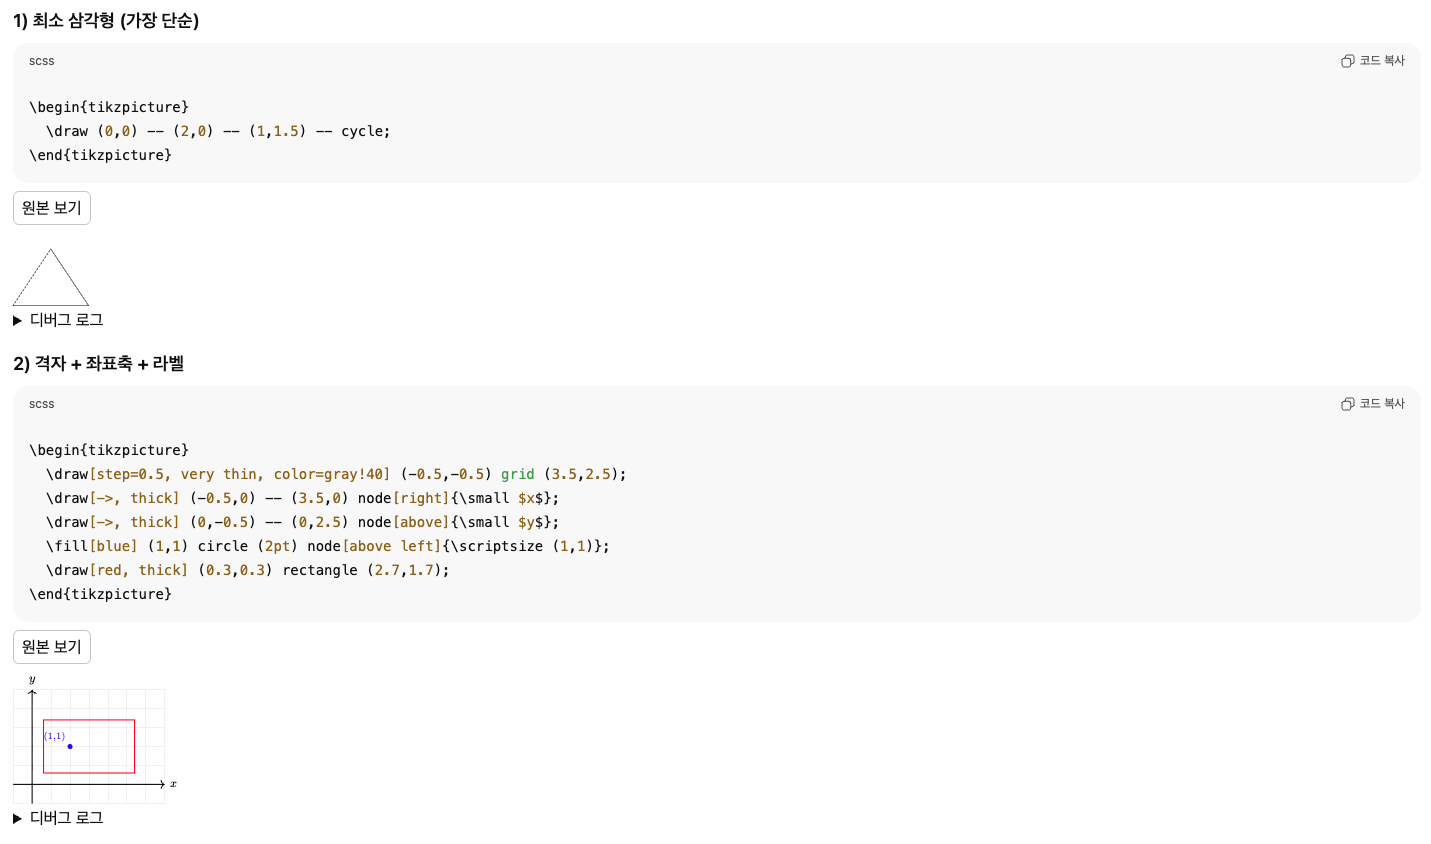 1) 최소 삼각형 (가장 단순)
scss
코드 복사
\begin{tikzpicture}
  \draw (0,0) -- (2,0) -- (1,1.5) -- cycle;
\end{tikzpicture}
원본 보기
▶ 디버그 로그
2) 격자 + 좌표축 + 라벨
scss
코드 복사
\begin{tikzpicture}
  \draw[step=0.5, very thin, color=gray!40] (-0.5,-0.5) grid (3.5,2.5);
  \draw[->, thick] (-0.5,0) -- (3.5,0) node[right]{\small $x$};
  \draw[->, thick] (0,-0.5) -- (0,2.5) node[above]{\small $y$};
  \fill[blue] (1,1) circle (2pt) node[above left]{\scriptsize (1,1)};
  \draw[red, thick] (0.3,0.3) rectangle (2.7,1.7);
\end{tikzpicture}
원본 보기
y
(1,1)
x
▶ 디버그 로그